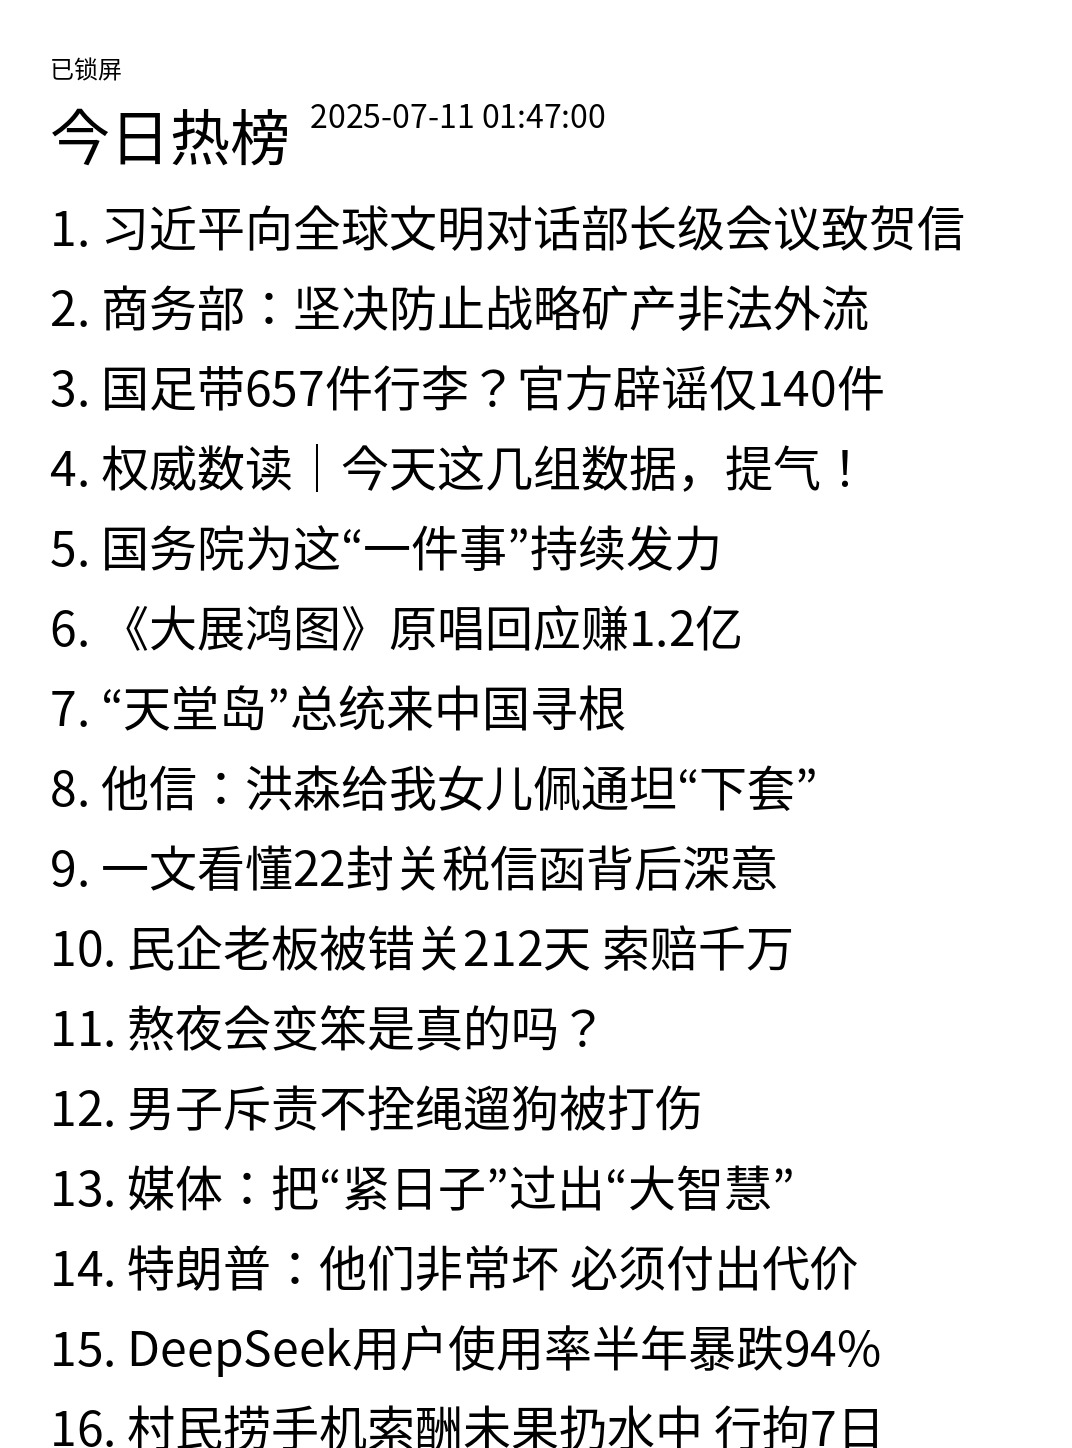 已锁屏
今日热榜 2025-07-11 01:47:00
1. 习近平向全球文明对话部长级会议致贺信
2. 商务部：坚决防止战略矿产非法外流
3. 国足带657件行李？官方辟谣仅140件
4. 权威数读｜今天这几组数据，提气！
5. 国务院为这“一件事”持续发力
6. 《大展鸿图》原唱回应赚1.2亿
7. “天堂岛”总统来中国寻根
8. 他信：洪森给我女儿佩通坦“下套”
9. 一文看懂22封关税信函背后深意
10. 民企老板被错关212天 索赔千万
11. 熬夜会变笨是真的吗？
12. 男子斥责不拴绳遛狗被打伤
13. 媒体：把“紧日子”过出“大智慧”
14. 特朗普：他们非常坏 必须付出代价
15. DeepSeek用户使用率半年暴跌94%
16. 村民捞手机索酬未果扔水中 行拘7日